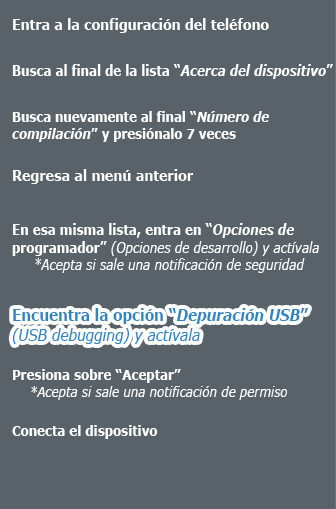 Entra a la configuración del teléfono
Busca al final de la lista “Acerca del dispositivo”
Busca nuevamente al final “Número de
compilación” y presiónalo 7 veces
Regresa al menú anterior
En esa misma lista, entra en “Opciones de
programador” (Opciones de desarrollo) y actívala
*Acepta si sale una notificación de seguridad
Encuentra la opción “Depuración USB”
(USB debugging) y actívala
Presiona sobre “Aceptar”
*Acepta si sale una notificación de permiso
Conecta el dispositivo